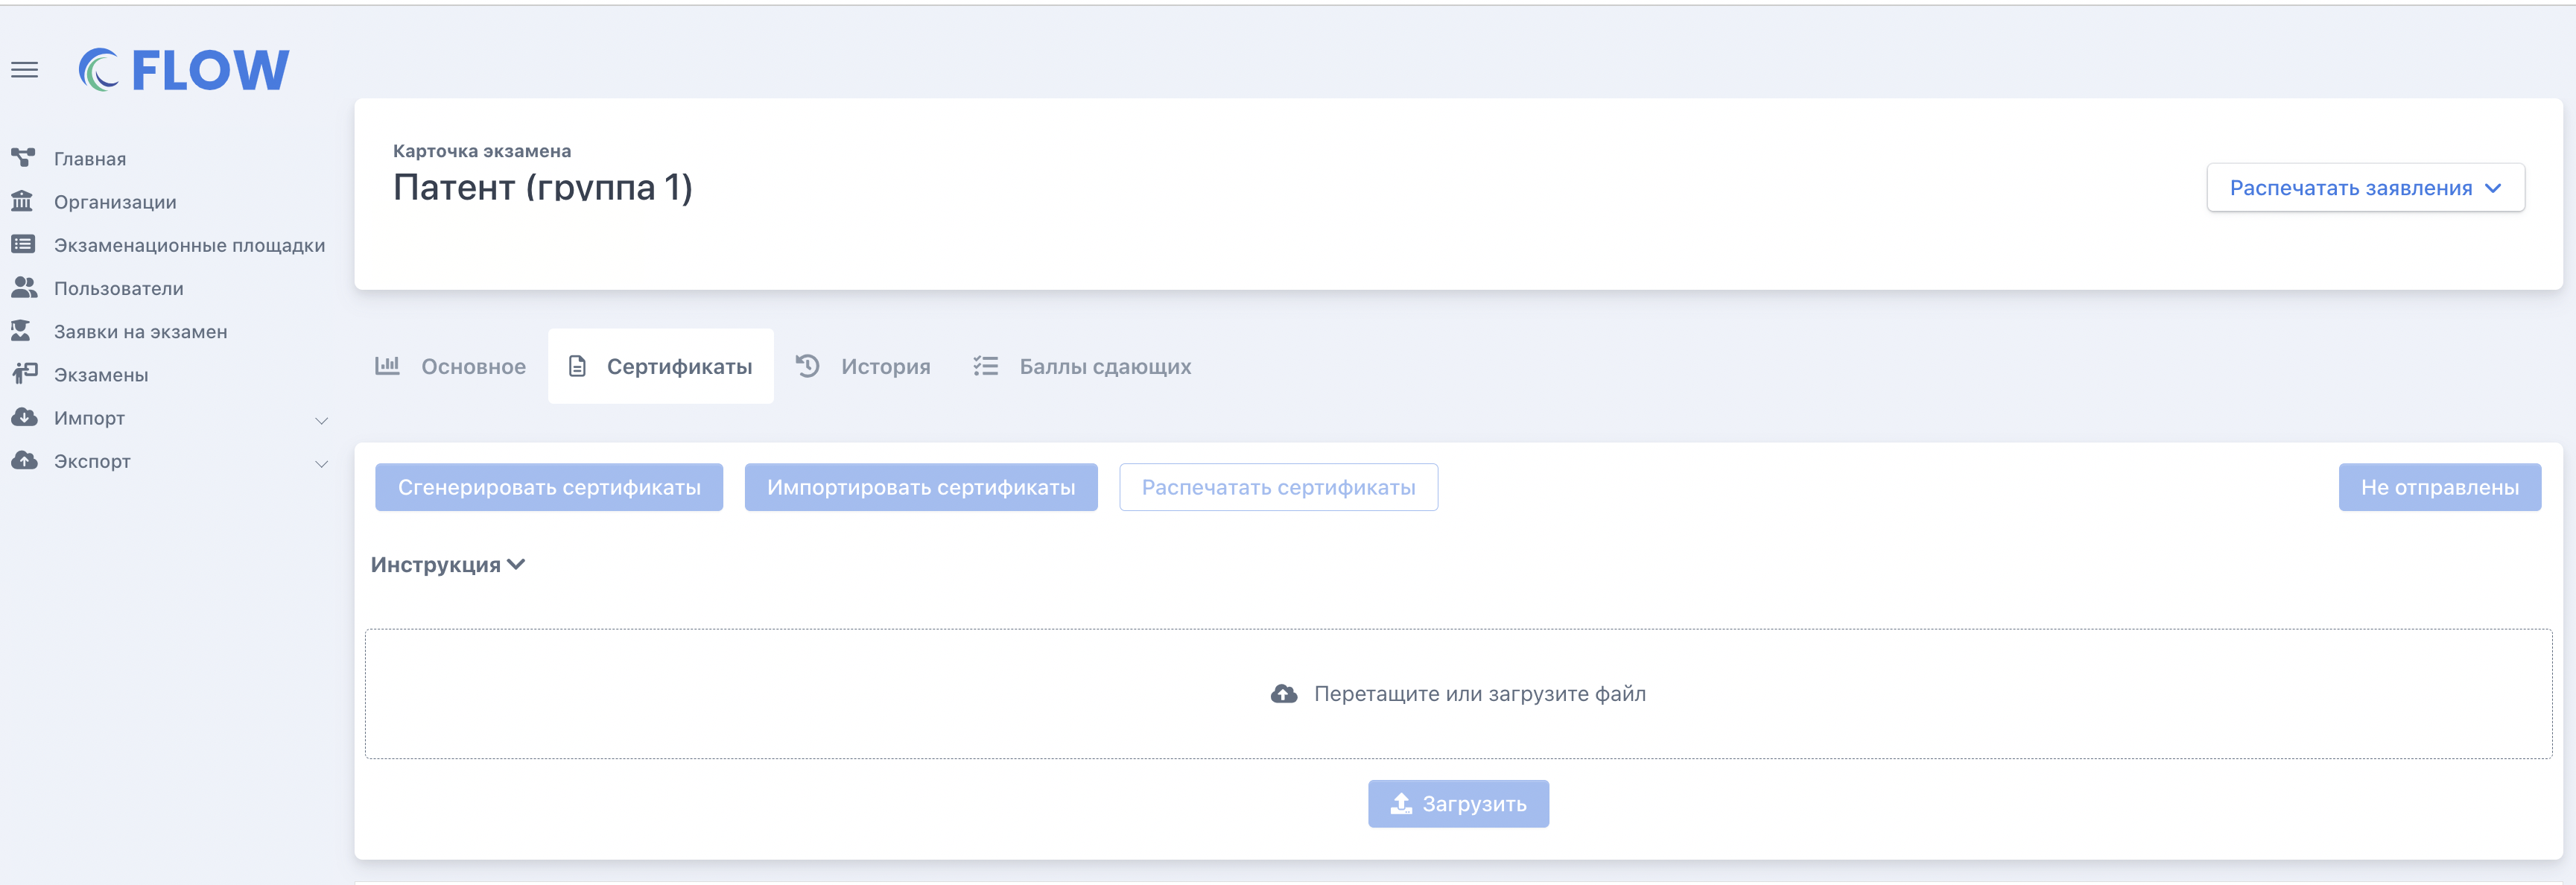 FLOW
Главная
Организации
Экзаменационные площадки
Пользователи
Заявки на экзамен
Экзамены
Импорт
Экспорт
Карточка экзамена
Патент (группа 1)
Распечатать заявления
Основное
Сертификаты
История
Баллы сдающих
Сгенерировать сертификаты
Импортировать сертификаты
Распечатать сертификаты
Не отправлены
Инструкция
Перетащите или загрузите файл
Загрузить